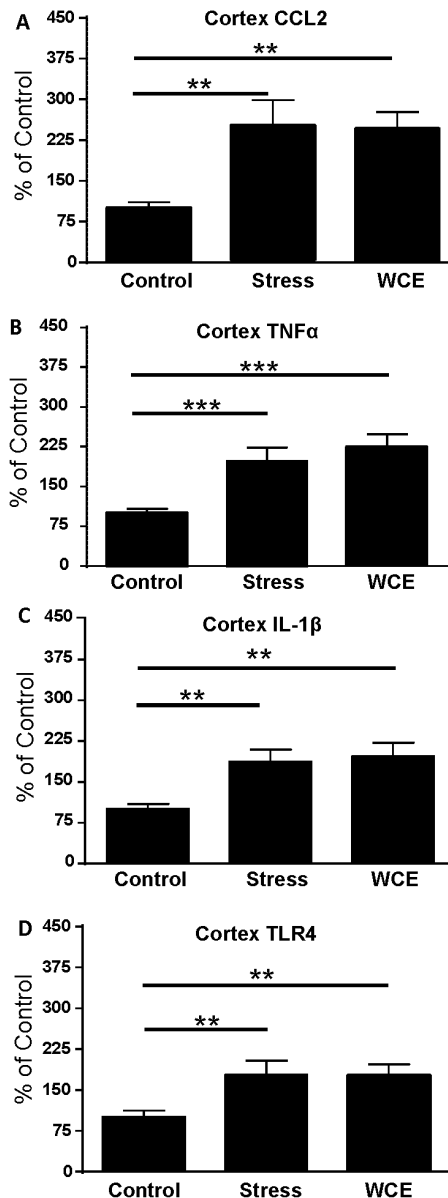 A
Cortex CCL2
450
375
300
225
150
75
0
% of Control
**
**
Control Stress WCE
B
Cortex TNFα
450
375
300
225
150
75
0
% of Control
***
***
Control Stress WCE
C
Cortex IL-1β
450
375
300
225
150
75
0
% of Control
**
**
Control Stress WCE
D
Cortex TLR4
450
375
300
225
150
75
0
% of Control
**
**
Control Stress WCE